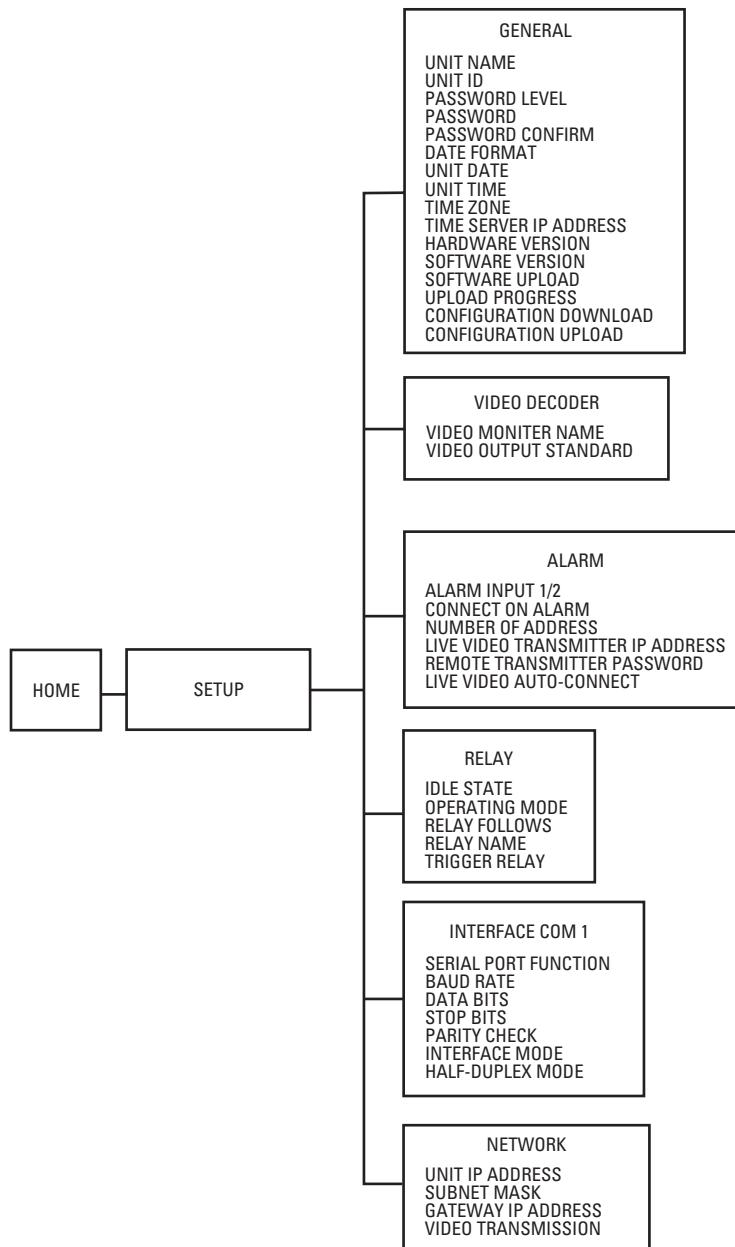 GENERAL
UNIT NAME
UNIT ID
PASSWORD LEVEL
PASSWORD
PASSWORD CONFIRM
DATE FORMAT
UNIT DATE
UNIT TIME
TIME ZONE
TIME SERVER IP ADDRESS
HARDWARE VERSION
SOFTWARE VERSION
SOFTWARE UPLOAD
UPLOAD PROGRESS
CONFIGURATION DOWNLOAD
CONFIGURATION UPLOAD
VIDEO DECODER
VIDEO MONITER NAME
VIDEO OUTPUT STANDARD
ALARM
ALARM INPUT 1/2
CONNECT ON ALARM
NUMBER OF ADDRESS
LIVE VIDEO TRANSMITTER IP ADDRESS
REMOTE TRANSMITTER PASSWORD
LIVE VIDEO AUTO-CONNECT
HOME
SETUP
RELAY
IDLE STATE
OPERATING MODE
RELAY FOLLOWS
RELAY NAME
TRIGGER RELAY
INTERFACE COM 1
SERIAL PORT FUNCTION
BAUD RATE
DATA BITS
STOP BITS
PARITY CHECK
INTERFACE MODE
HALF-DUPLEX MODE
NETWORK
UNIT IP ADDRESS
SUBNET MASK
GATEWAY IP ADDRESS
VIDEO TRANSMISSION